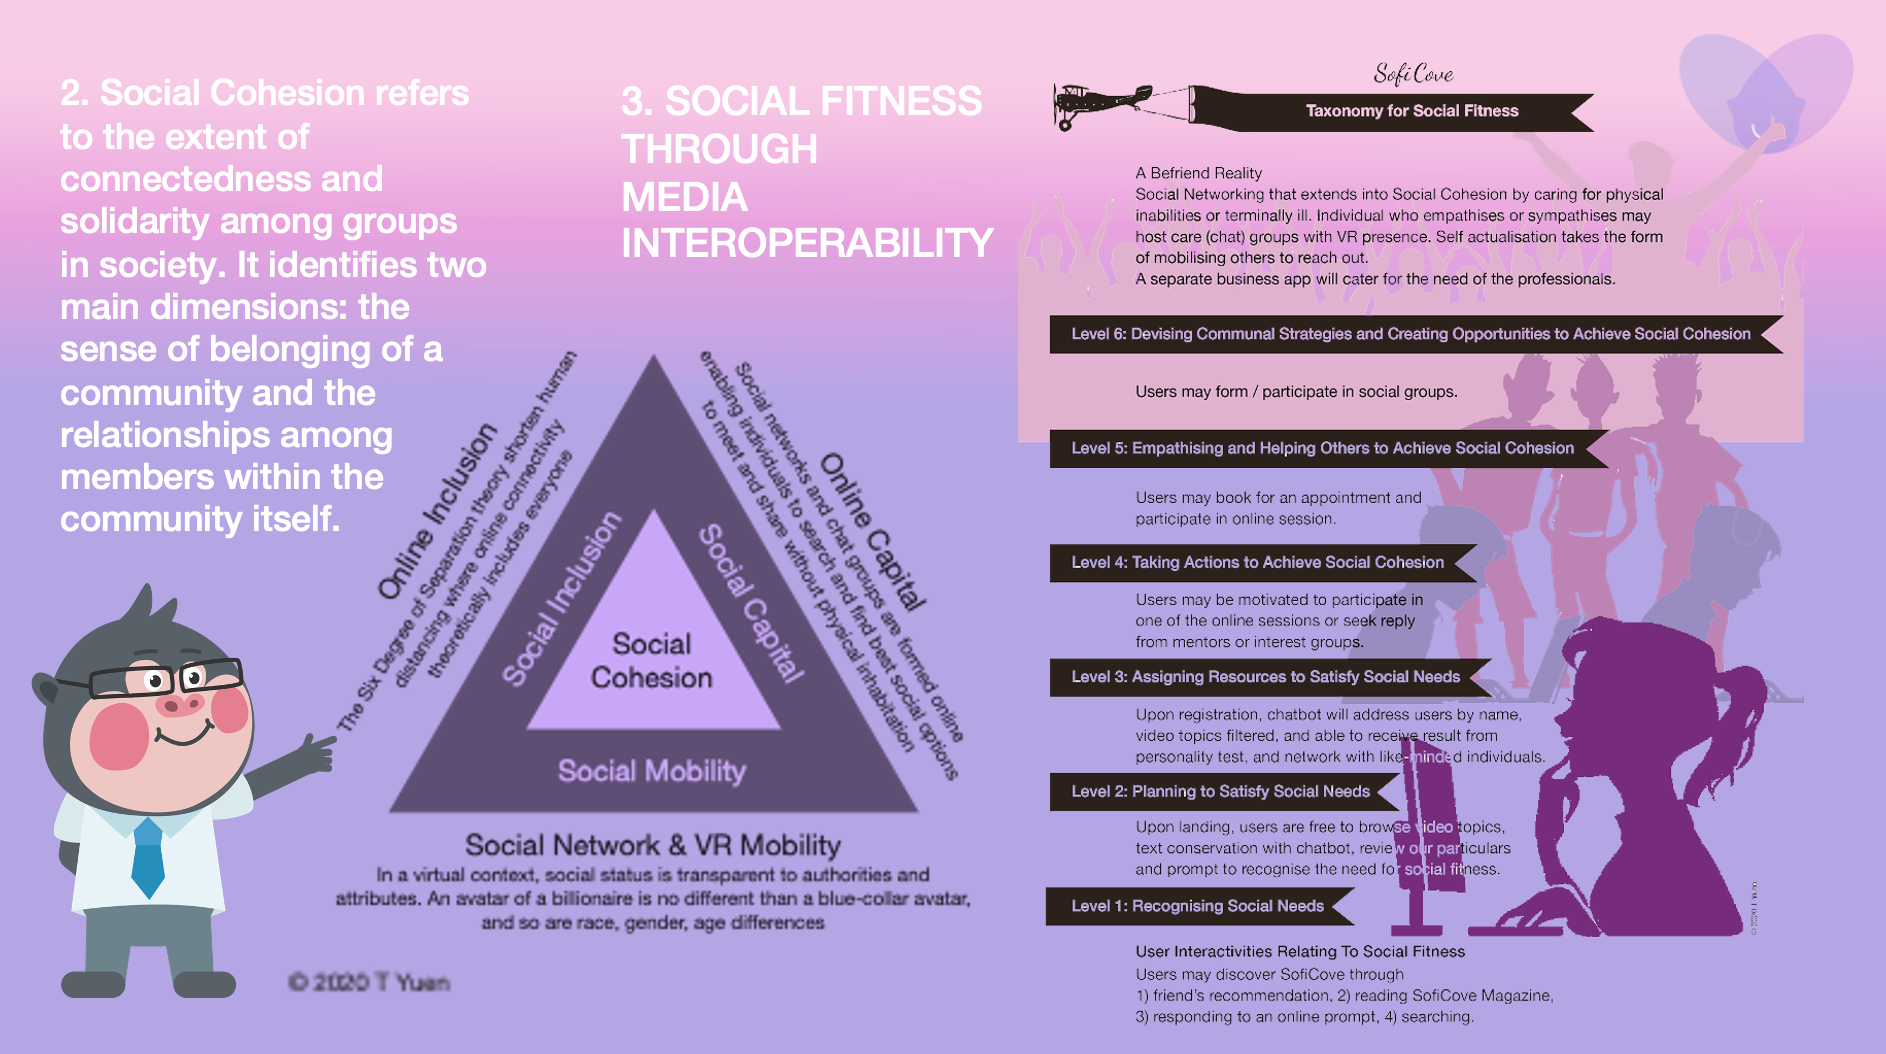 2. Social Cohesion refers
to the extent of
connectedness and
solidarity among groups
in society. It identifies two
main dimensions: the
sense of belonging of a
community and the
relationships among
members within the
community itself.
3. SOCIAL FITNESS
THROUGH
MEDIA
INTEROPERABILITY
Online Inclusion
The Six Degree of Separation theory shorten human
distancing where online connectivity
theoretically includes everyone
Online Capital
Social networks and chat groups are formed online
enabling individuals to search and find best social options
to meet and share without physical inhabitation
Social Inclusion
Social Capital
Social
Cohesion
Social Mobility
Social Network & VR Mobility
In a virtual context, social status is transparent to authorities and
attributes. An avatar of a billionaire is no different than a blue-collar avatar,
and so are race, gender, age differences
© 2020 T Yuen
SofiCove
Taxonomy for Social Fitness
A Befriend Reality
Social Networking that extends into Social Cohesion by caring for physical
inabilities or terminally ill. Individual who empathises or sympathises may
host care (chat) groups with VR presence. Self actualisation takes the form
of mobilising others to reach out.
A separate business app will cater for the need of the professionals.
Level 6: Devising Communal Strategies and Creating Opportunities to Achieve Social Cohesion
Users may form / participate in social groups.
Level 5: Empathising and Helping Others to Achieve Social Cohesion
Users may book for an appointment and
participate in online session.
Level 4: Taking Actions to Achieve Social Cohesion
Users may be motivated to participate in
one of the online sessions or seek reply
from mentors or interest groups.
Level 3: Assigning Resources to Satisfy Social Needs
Upon registration, chatbot will address users by name,
video topics filtered, and able to receive result from
personality test, and network with like-minded individuals.
Level 2: Planning to Satisfy Social Needs
Upon landing, users are free to browse video topics,
text conservation with chatbot, review our particulars
and prompt to recognise the need for social fitness.
Level 1: Recognising Social Needs
© 2020 T Yuen
User Interactivities Relating To Social Fitness
Users may discover SofiCove through
1) friend's recommendation, 2) reading SofiCove Magazine,
3) responding to an online prompt, 4) searching.